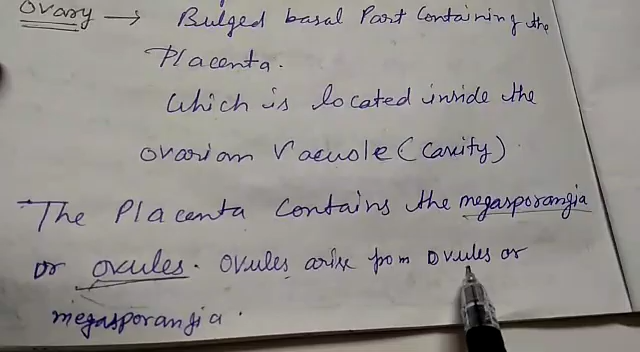 Ovary → Bulged basal Part Containing the
Placenta.
Which is located inside the
Ovarian Vacuole (Cavity).
The Placenta Contains the megasporangia
or ovules. Ovules arise from Ovules or
megasporangia.